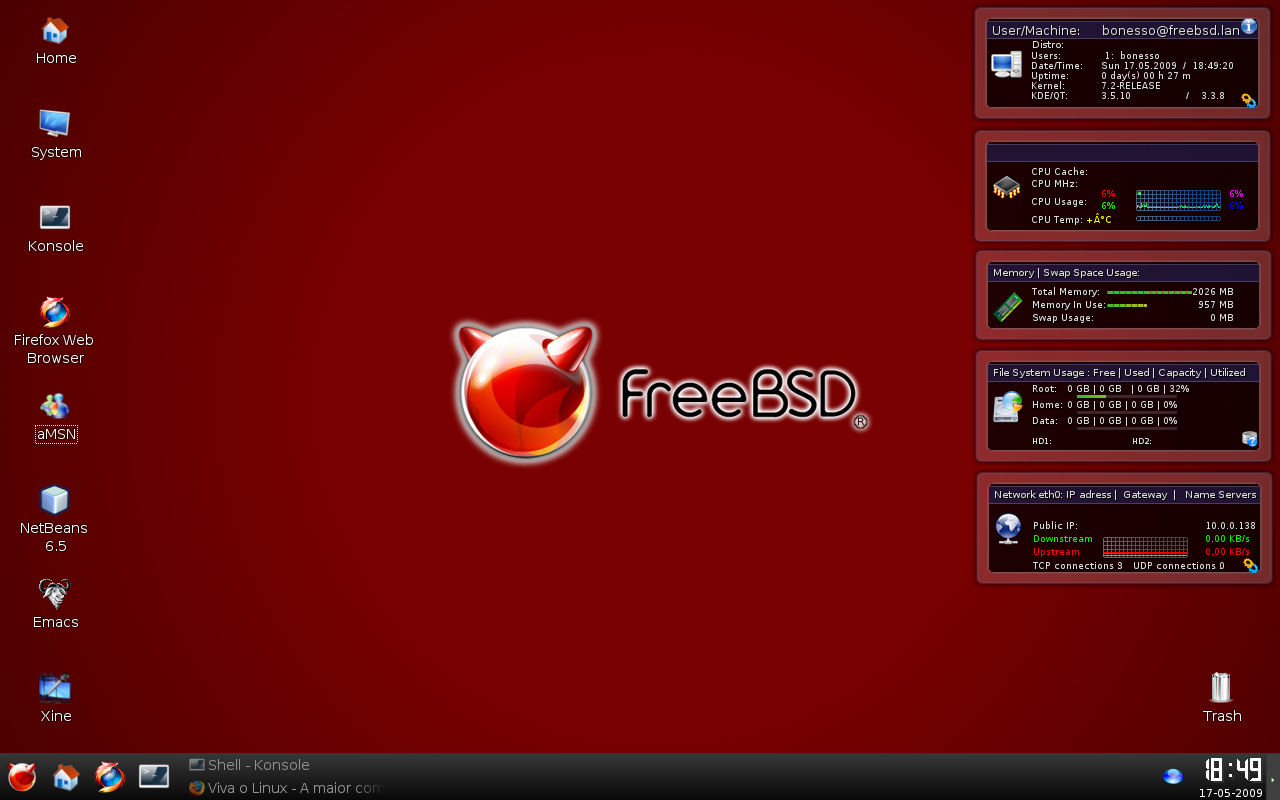 Home
System
Konsole
Firefox Web
Browser
aMSN
NetBeans
6.5
Emacs
Xine
FreeBSD®
User/Machine: bonesso@freebsd.lan
Distro:
Users: 1: bonesso
Date/Time: Sun 17.05.2009 / 18:49:20
Uptime: 0 day(s) 00 h 27 m
Kernel: 7.2-RELEASE
KDE/QT: 3.5.10 / 3.3.8
CPU Cache:
CPU MHz:
6% 6%
CPU Usage: 6% 6%
CPU Temp: +Â°C
Memory | Swap Space Usage:
Total Memory: 2026 MB
Memory In Use: 957 MB
Swap Usage: 0 MB
File System Usage : Free | Used | Capacity | Utilized
Root: 0 GB | 0 GB | 0 GB | 32%
Home: 0 GB | 0 GB | 0 GB | 0%
Data: 0 GB | 0 GB | 0 GB | 0%
HD1: HD2:
Network eth0: IP adress | Gateway | Name Servers
Public IP: 10.0.0.138
Downstream 0.00 KB/s
Upstream 0.00 KB/s
TCP connections 3 UDP connections 0
Trash
Shell - Konsole
Viva o Linux - A maior com
18:49
17-05-2009